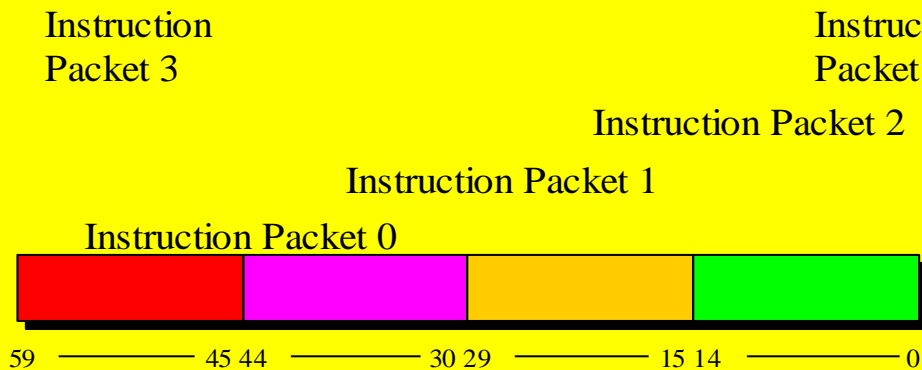 Instruction
Packet 3
Instruc
Packet
Instruction Packet 2
Instruction Packet 1
Instruction Packet 0
59 45 44 30 29 15 14 0